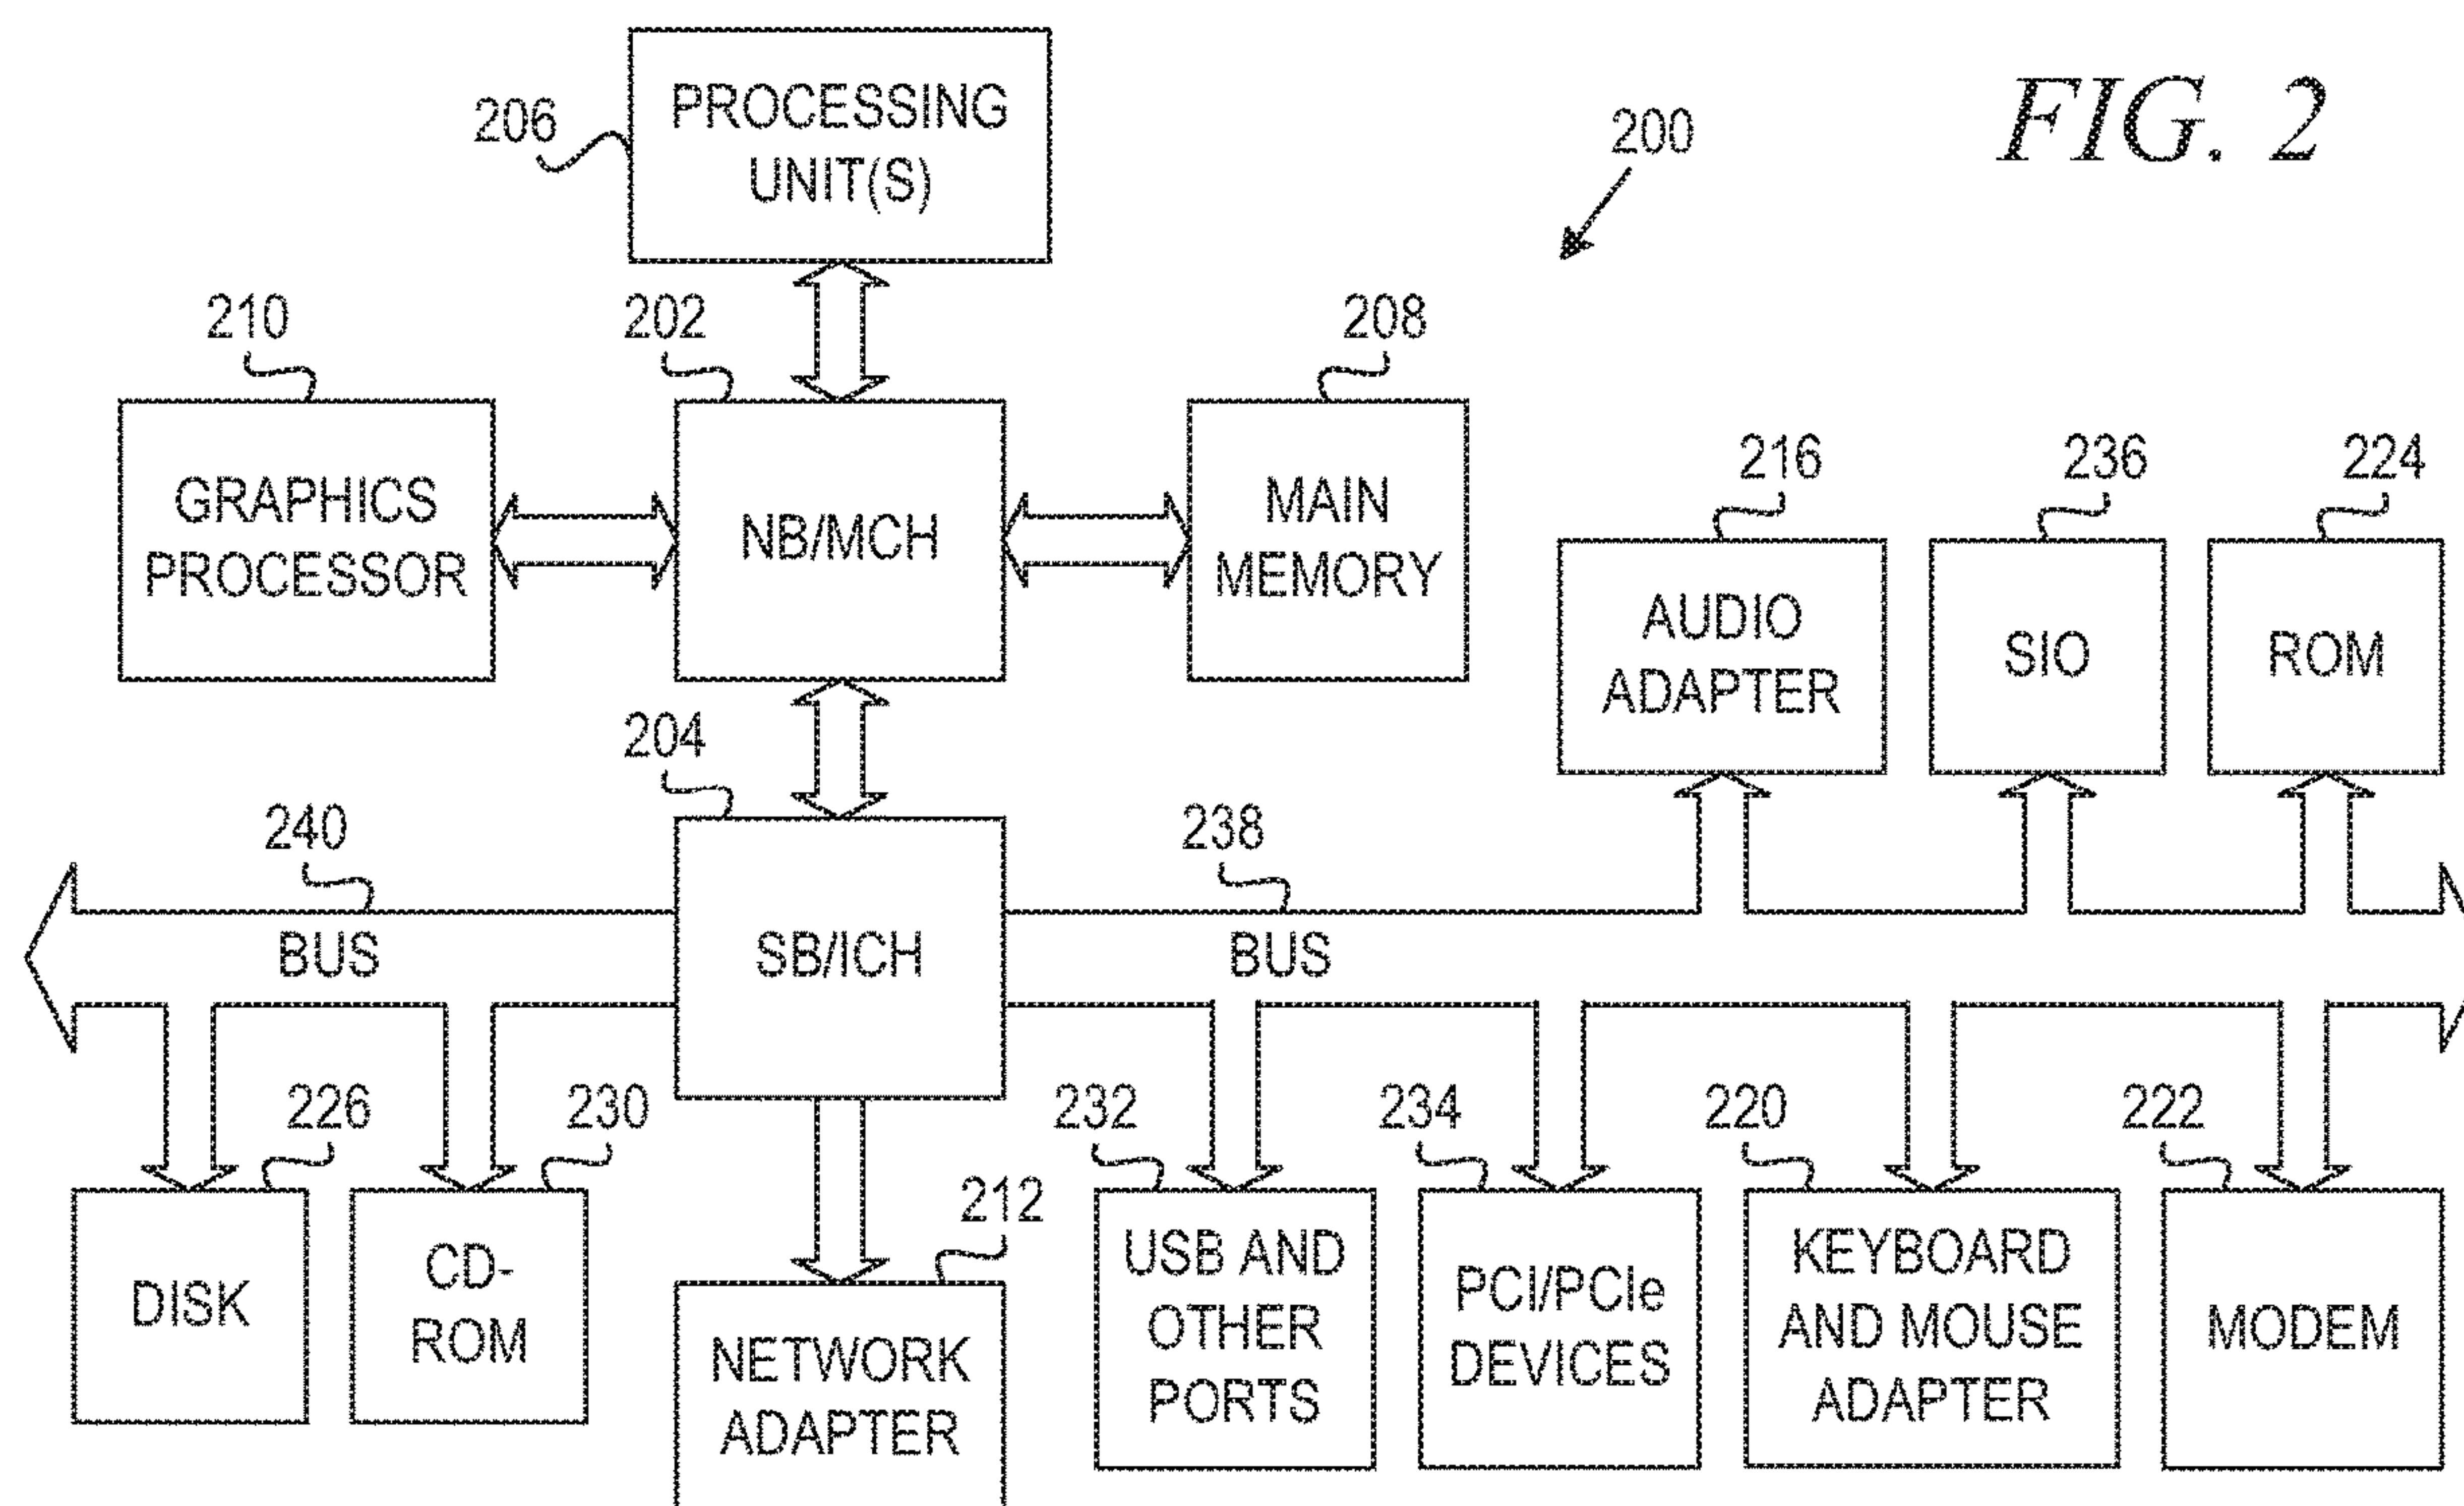 FIG. 2
200
206
PROCESSING
UNIT(S)
210
202
208
GRAPHICS
PROCESSOR
NB/MCH
MAIN
MEMORY
216
236
224
AUDIO
ADAPTER
SIO
ROM
204
240
238
BUS
SB/ICH
BUS
226
230
232
234
220
222
212
DISK
CD-
ROM
NETWORK
ADAPTER
USB AND
OTHER
PORTS
PCI/PCIe
DEVICES
KEYBOARD
AND MOUSE
ADAPTER
MODEM